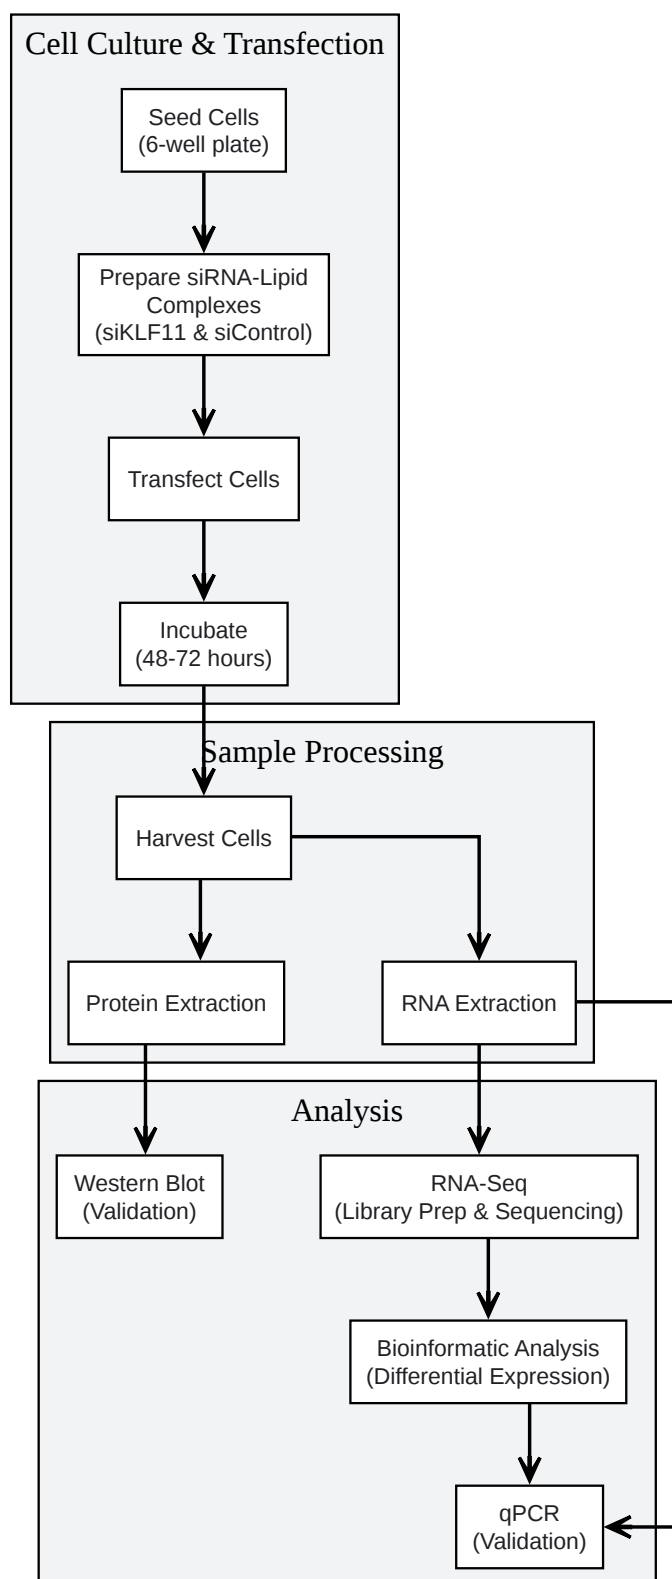 Cell Culture & Transfection
Seed Cells
(6-well plate)
Prepare siRNA-Lipid
Complexes
(siKLF11 & siControl)
Transfect Cells
Incubate
(48-72 hours)
Sample Processing
Harvest Cells
Protein Extraction
RNA Extraction
Analysis
Western Blot
(Validation)
RNA-Seq
(Library Prep & Sequencing)
Bioinformatic Analysis
(Differential Expression)
qPCR
(Validation)